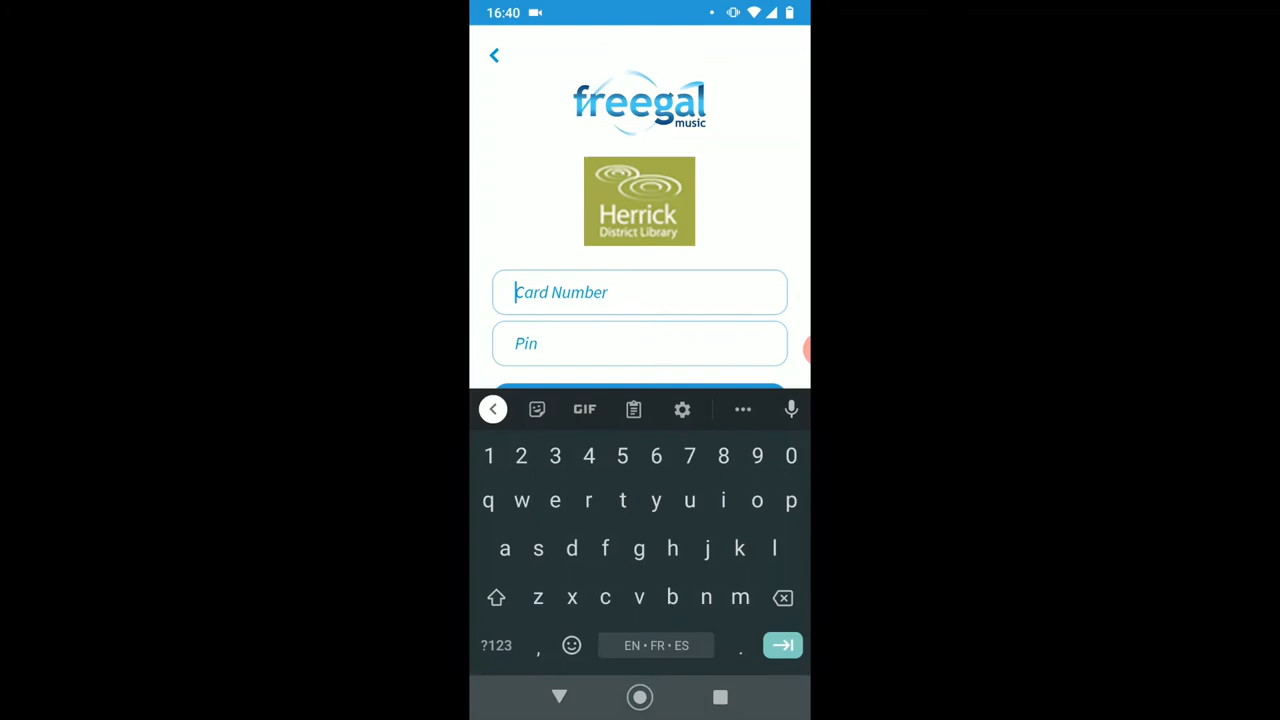 16:40
freegal
music
Herrick
District Library
Card Number
Pin
GIF
1 2 3 4 5 6 7 8 9 0
q w e r t y u i o p
a s d f g h j k l
z x c v b n m
?123 , EN • FR • ES .